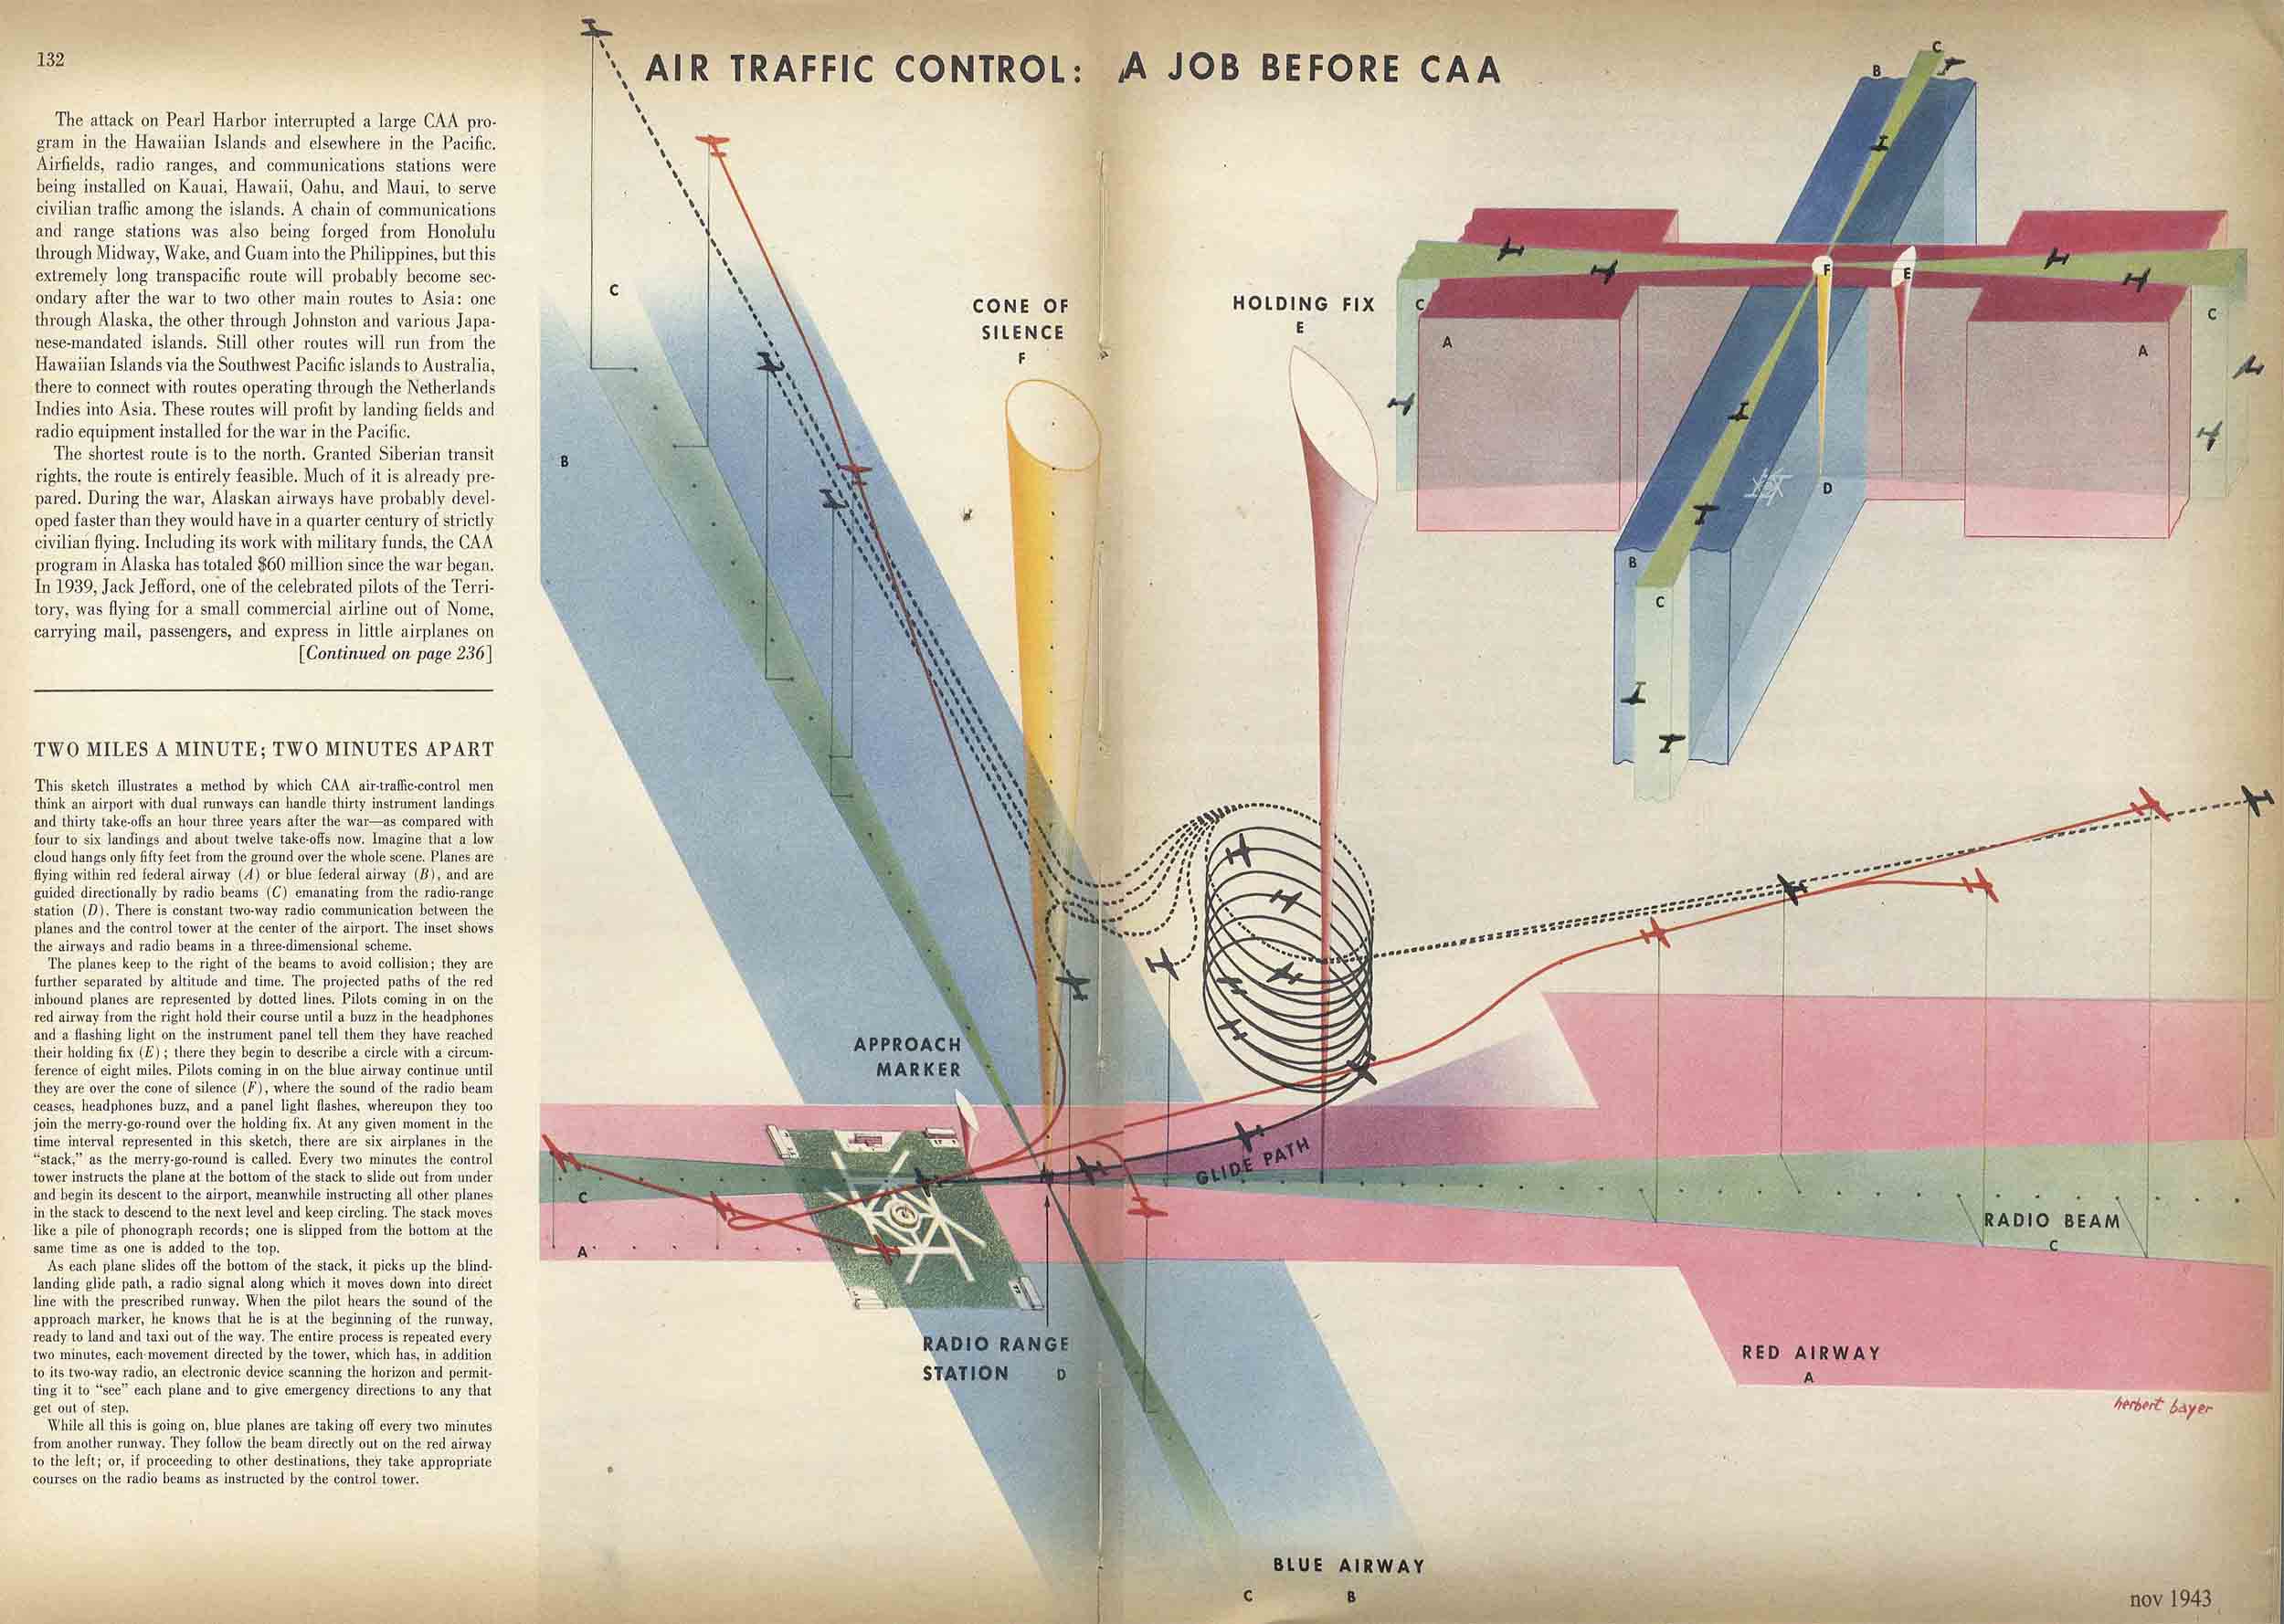 132
The attack on Pearl Harbor interrupted a large CAA pro-
gram in the Hawaiian Islands and elsewhere in the Pacific.
Airfields, radio ranges, and communications stations were
being installed on Kauai, Hawaii, Oahu, and Maui, to serve
civilian traffic among the islands. A chain of communications
and range stations was also being forged from Honolulu
through Midway, Wake, and Guam into the Philippines, but this
extremely long transpacific route will probably become sec-
ondary after the war to two other main routes to Asia: one
through Alaska, the other through Johnston and various Japa-
nese-mandated islands. Still other routes will run from the
Hawaiian Islands via the Southwest Pacific islands to Australia,
there to connect with routes operating through the Netherlands
Indies into Asia. These routes will profit by landing fields and
radio equipment installed for the war in the Pacific.
The shortest route is to the north. Granted Siberian transit
rights, the route is entirely feasible. Much of it is already pre-
pared. During the war, Alaskan airways have probably devel-
oped faster than they would have in a quarter century of strictly
civilian flying. Including its work with military funds, the CAA
program in Alaska has totaled $60 million since the war began.
In 1939, Jack Jefford, one of the celebrated pilots of the Terri-
tory, was flying for a small commercial airline out of Nome,
carrying mail, passengers, and express in little airplanes on
[Continued on page 236]
TWO MILES A MINUTE; TWO MINUTES APART
This sketch illustrates a method by which CAA air-traffic-control men
think an airport with dual runways can handle thirty instrument landings
and thirty take-offs an hour three years after the war—as compared with
four to six landings and about twelve take-offs now. Imagine that a low
cloud hangs only fifty feet from the ground over the whole scene. Planes are
flying within red federal airway (A) or blue federal airway (B), and are
guided directionally by radio beams (C) emanating from the radio-range
station (D). There is constant two-way radio communication between the
planes and the control tower at the center of the airport. The inset shows
the airways and radio beams in a three-dimensional scheme.
The planes keep to the right of the beams to avoid collision; they are
further separated by altitude and time. The projected paths of the red
inbound planes are represented by dotted lines. Pilots coming in on the
red airway from the right hold their course until a buzz in the headphones
and a flashing light on the instrument panel tell them they have reached
their holding fix (E); there they begin to describe a circle with a circum-
ference of eight miles. Pilots coming in on the blue airway continue until
they are over the cone of silence (F), where the sound of the radio beam
ceases, headphones buzz, and a panel light flashes, whereupon they too
join the merry-go-round over the holding fix. At any given moment in the
time interval represented in this sketch, there are six airplanes in the
“stack,” as the merry-go-round is called. Every two minutes the control
tower instructs the plane at the bottom of the stack to slide out from under
and begin its descent to the airport, meanwhile instructing all other planes
in the stack to descend to the next level and keep circling. The stack moves
like a pile of phonograph records; one is slipped from the bottom at the
same time as one is added to the top.
As each plane slides off the bottom of the stack, it picks up the blind-
landing glide path, a radio signal along which it moves down into direct
line with the prescribed runway. When the pilot hears the sound of the
approach marker, he knows that he is at the beginning of the runway,
ready to land and taxi out of the way. The entire process is repeated every
two minutes, each movement directed by the tower, which has, in addition
to its two-way radio, an electronic device scanning the horizon and permit-
ting it to “see” each plane and to give emergency directions to any that
get out of step.
While all this is going on, blue planes are taking off every two minutes
from another runway. They follow the beam directly out on the red airway
to the left; or, if proceeding to other destinations, they take appropriate
courses on the radio beams as instructed by the control tower.
AIR TRAFFIC CONTROL: A JOB BEFORE CAA
C
B
CONE OF
SILENCE
F
HOLDING FIX
E
C
B
F
E
C
C
A
A
D
B
C
APPROACH
MARKER
GLIDE PATH
C
A
RADIO BEAM
C
RADIO RANGE
STATION D
RED AIRWAY
A
herbert bayer
BLUE AIRWAY
C B
nov 1943